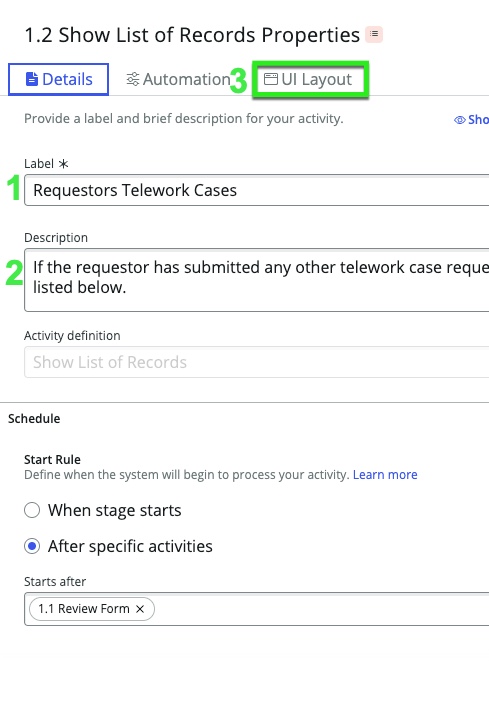 1.2 Show List of Records Properties
Details Automation 3 UI Layout
Provide a label and brief description for your activity. Sho
Label *
1 Requestors Telework Cases
Description
2 If the requestor has submitted any other telework case reque
listed below.
Activity definition
Show List of Records
Schedule
Start Rule
Define when the system will begin to process your activity. Learn more
When stage starts
After specific activities
Starts after
1.1 Review Form ×